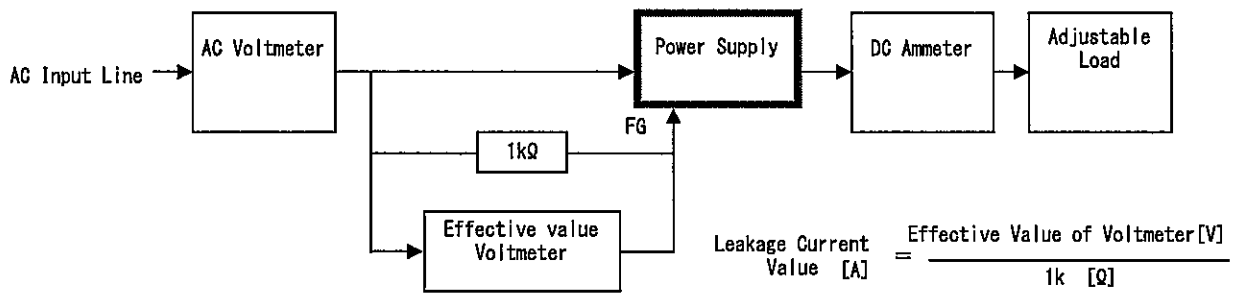 AC Input Line
AC Voltmeter
Power Supply
DC Ammeter
Adjustable
Load
FG
1kΩ
Effective value
Voltmeter
Leakage Current
Value [A]
=
Effective Value of Voltmeter[V]
1k [Ω]